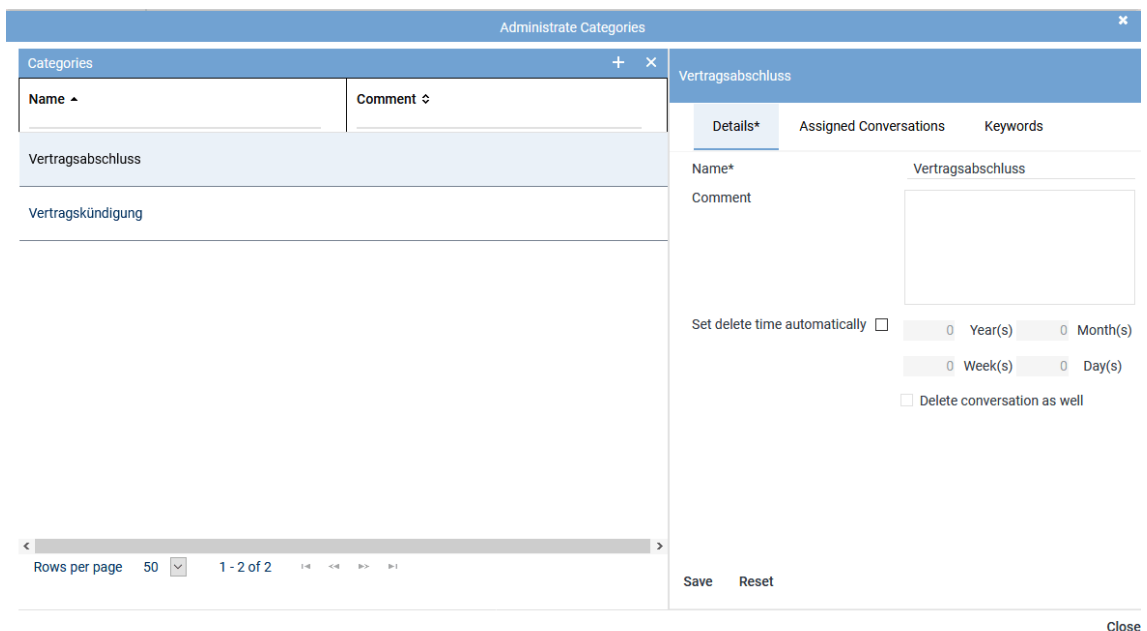 Administrate Categories
Categories
Name
Comment
Vertragsabschluss
Vertragskündigung
Rows per page 50 1 - 2 of 2
Vertragsabschluss
Details* Assigned Conversations Keywords
Name* Vertragsabschluss
Comment
Set delete time automatically 0 Year(s) 0 Month(s)
0 Week(s) 0 Day(s)
Delete conversation as well
Save Reset
Close